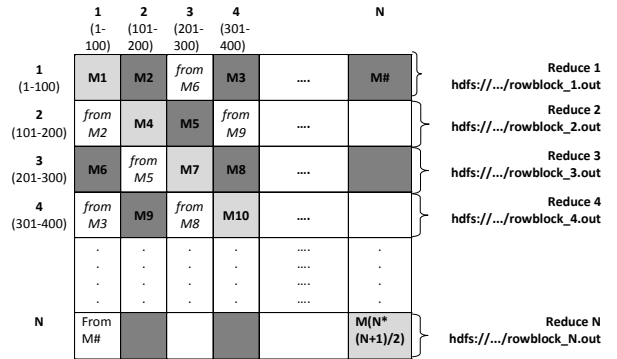 1 2 3 4 N
(1- (101- (201- (301-
100) 200) 300) 400)
1 M1 M2 from M3 .... M# Reduce 1
(1-100) M6 hdfs://.../rowblock_1.out
2 from M4 M5 from .... Reduce 2
(101-200) M2 M9 hdfs://.../rowblock_2.out
3 M6 from M7 M8 .... Reduce 3
(201-300) M5 hdfs://.../rowblock_3.out
4 from M9 from M10 .... Reduce 4
(301-400) M3 M8 hdfs://.../rowblock_4.out
. . . . .... .
. . . . .... .
. . . . .... .
. . . . .... .
N From M(N* Reduce N
M# (N+1)/2) hdfs://.../rowblock_N.out